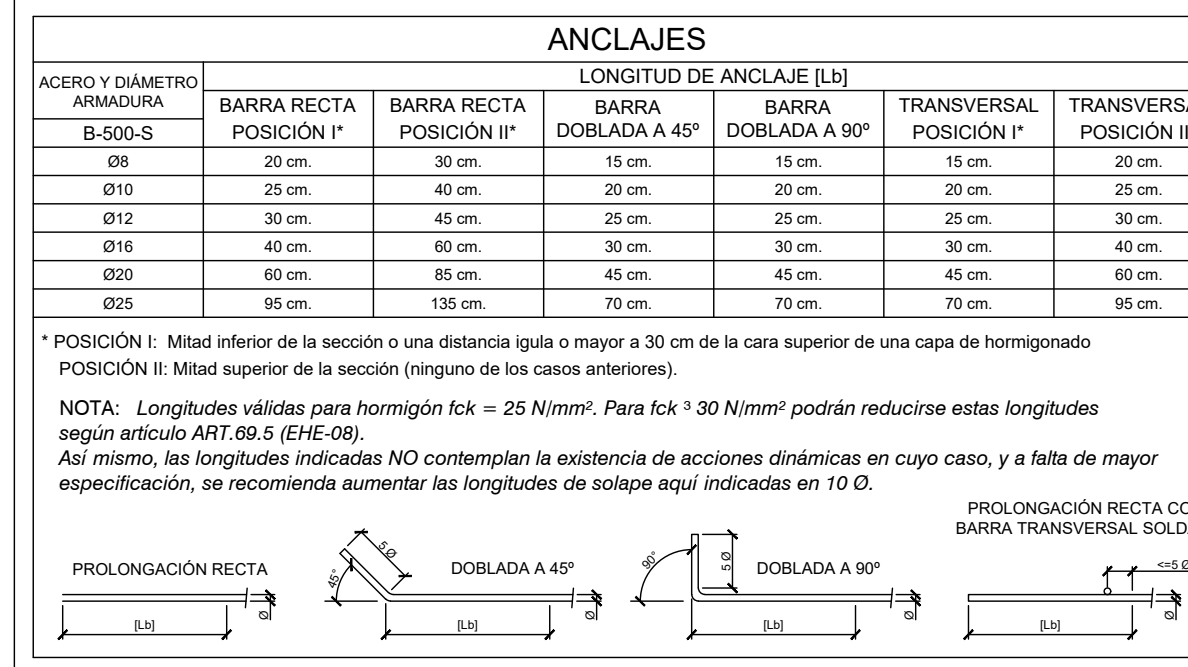 ANCLAJES
ACERO Y DIÁMETRO
ARMADURA
B-500-S
LONGITUD DE ANCLAJE [Lb]
BARRA RECTA
POSICIÓN I*
BARRA RECTA
POSICIÓN II*
BARRA
DOBLADA A 45º
BARRA
DOBLADA A 90º
TRANSVERSAL
POSICIÓN I*
TRANSVERSA
POSICIÓN II
Ø8 20 cm. 30 cm. 15 cm. 15 cm. 15 cm. 20 cm.
Ø10 25 cm. 40 cm. 20 cm. 20 cm. 20 cm. 25 cm.
Ø12 30 cm. 45 cm. 25 cm. 25 cm. 25 cm. 30 cm.
Ø16 40 cm. 60 cm. 30 cm. 30 cm. 30 cm. 40 cm.
Ø20 60 cm. 85 cm. 45 cm. 45 cm. 45 cm. 60 cm.
Ø25 95 cm. 135 cm. 70 cm. 70 cm. 70 cm. 95 cm.
* POSICIÓN I: Mitad inferior de la sección o una distancia igula o mayor a 30 cm de la cara superior de una capa de hormigonado
POSICIÓN II: Mitad superior de la sección (ninguno de los casos anteriores).
NOTA: Longitudes válidas para hormigón fck = 25 N/mm². Para fck ³ 30 N/mm² podrán reducirse estas longitudes
según artículo ART.69.5 (EHE-08).
Así mismo, las longitudes indicadas NO contemplan la existencia de acciones dinámicas en cuyo caso, y a falta de mayor
especificación, se recomienda aumentar las longitudes de solape aquí indicadas en 10 Ø.
PROLONGACIÓN RECTA
[Lb]
Ø
DOBLADA A 45º
45°
5 Ø
[Lb]
Ø
DOBLADA A 90º
90°
5 Ø
[Lb]
Ø
PROLONGACIÓN RECTA CO
BARRA TRANSVERSAL SOLDA
<=5 Ø
[Lb]
Ø